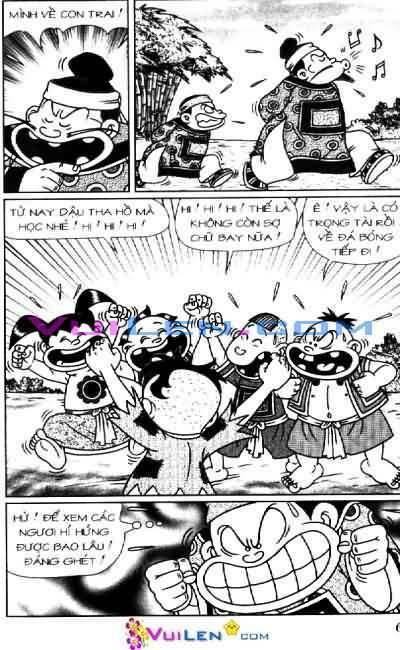 MÌNH VỀ CON TRAI !
TỪ NAY DẬU THA HỒ MÀ
HỌC NHÉ ! HI ! HI ! HI !
HI ! HI ! HI ! THẾ LÀ
KHÔNG CÒN SỢ
CHỮ BAY NỮA !
Ê ! VẬY LÀ CÓ
TRỌNG TÀI RỒI
VỀ ĐÁ BÓNG
TIẾP ĐI !
VUILEN.COM
HỪ ! ĐỂ XEM CÁC
NGƯƠI HÍ HỬNG
ĐƯỢC BAO LÂU !
ĐÁNG GHÉT !
VUILEN.COM